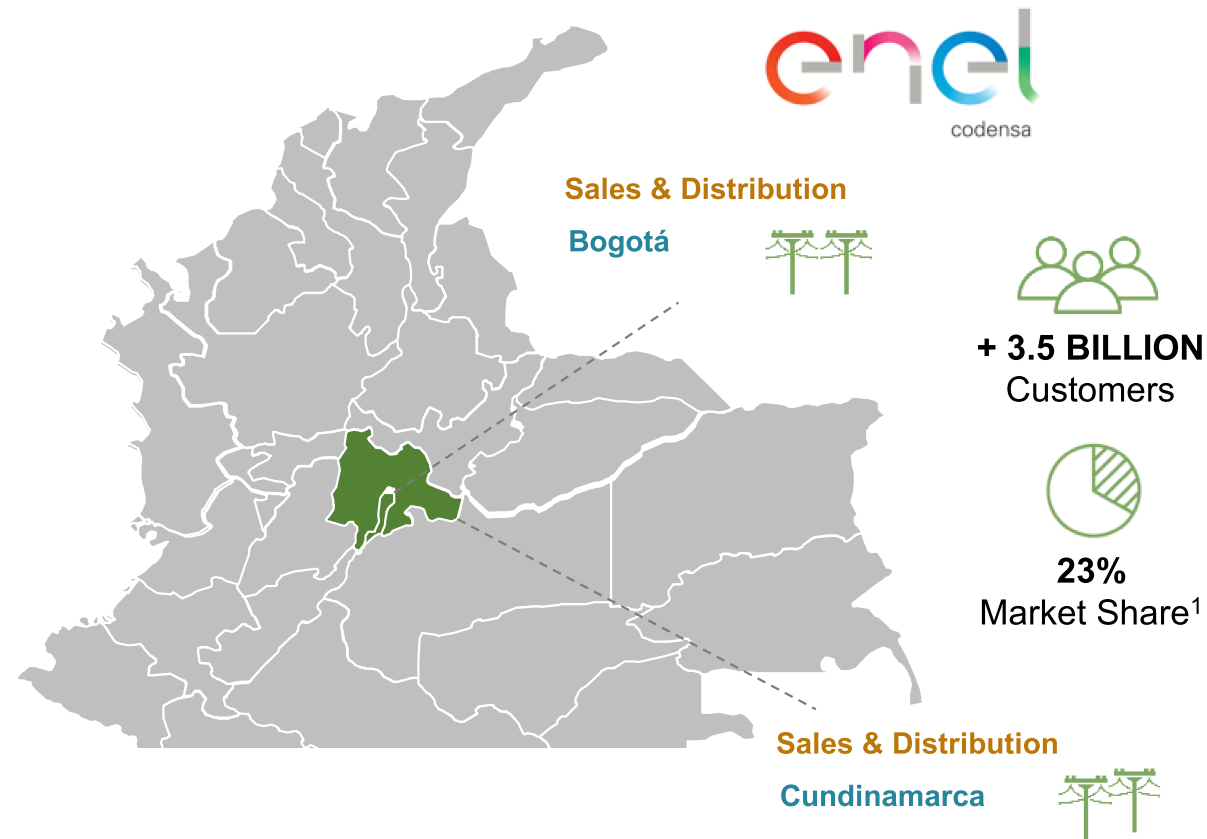 enel
codensa
Sales & Distribution
Bogotá
+ 3.5 BILLION
Customers
23%
Market Share¹
Sales & Distribution
Cundinamarca